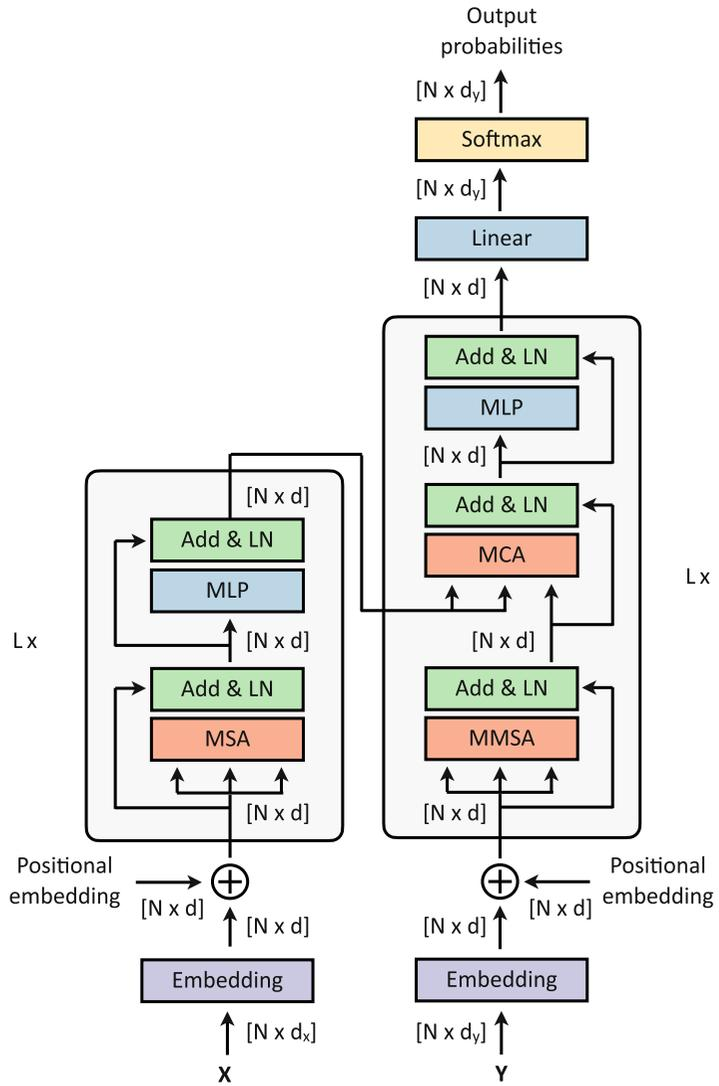 Output
probabilities
[N x dy]
Softmax
[N x dy]
Linear
[N x d]
Add & LN
MLP
[N x d]
Add & LN
MCA
[N x d]
Add & LN
MMSA
[N x d]
L x
[N x d]
Add & LN
MLP
[N x d]
Add & LN
MSA
[N x d]
L x
Positional
embedding
[N x d]
[N x d]
Embedding
[N x dx]
X
Positional
embedding
[N x d]
[N x d]
Embedding
[N x dy]
Y